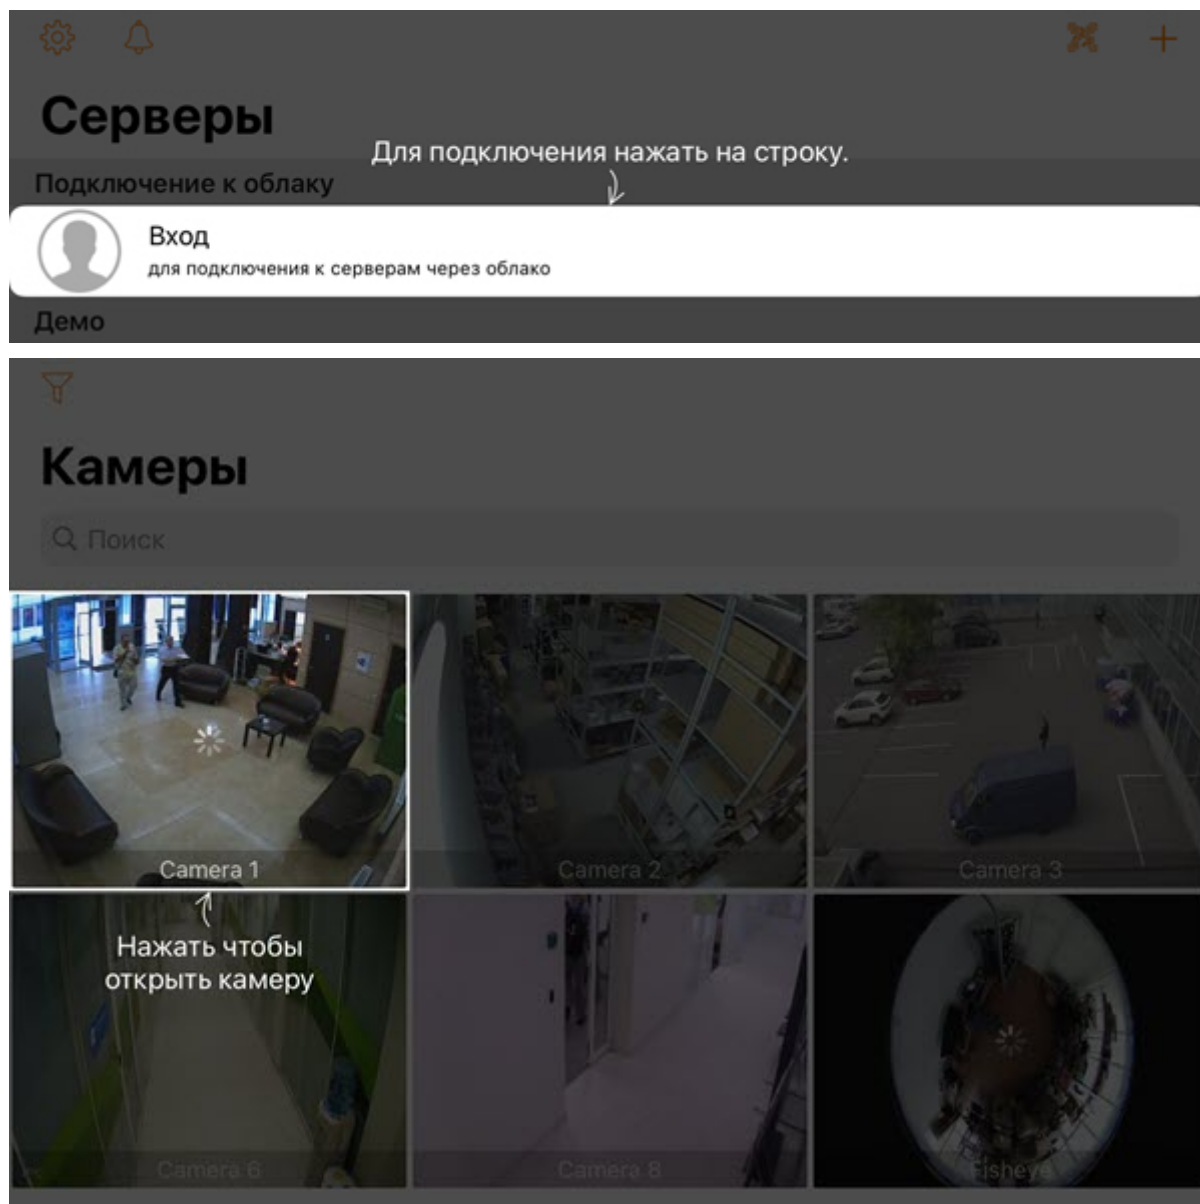 Серверы
Для подключения нажать на строку.
Подключение к облаку
Вход
для подключения к серверам через облако
Демо
Камеры
Поиск
Camera 1
Camera 2
Camera 3
Нажать чтобы
открыть камеру
Camera 6
Camera 8
Fisheye